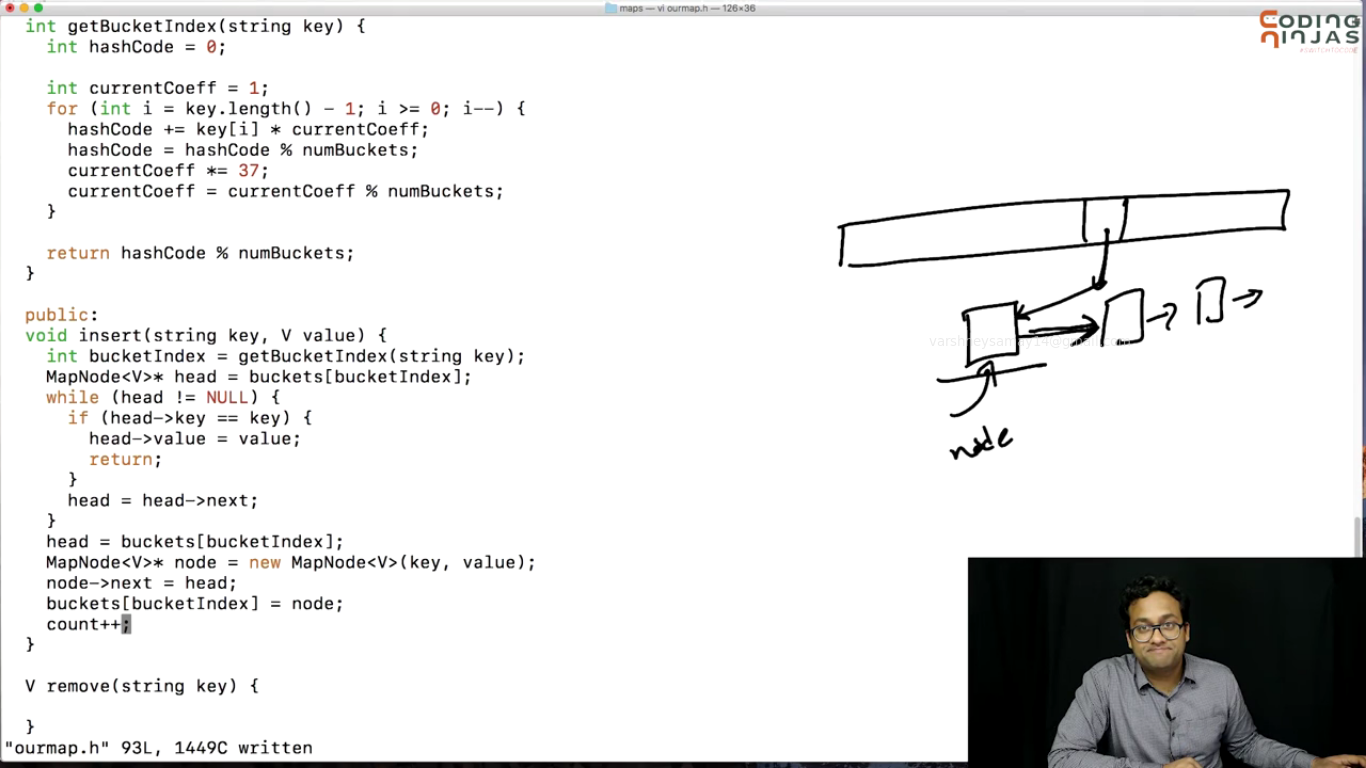 maps — vi ourmap.h — 126×36
CODING
NINJAS
#SWITCHTOCODE
int getBucketIndex(string key) {
int hashCode = 0;
int currentCoeff = 1;
for (int i = key.length() - 1; i >= 0; i--) {
hashCode += key[i] * currentCoeff;
hashCode = hashCode % numBuckets;
currentCoeff *= 37;
currentCoeff = currentCoeff % numBuckets;
}
return hashCode % numBuckets;
}
public:
void insert(string key, V value) {
int bucketIndex = getBucketIndex(string key);
MapNode<V>* head = buckets[bucketIndex];
while (head != NULL) {
if (head->key == key) {
head->value = value;
return;
}
head = head->next;
}
head = buckets[bucketIndex];
MapNode<V>* node = new MapNode<V>(key, value);
node->next = head;
buckets[bucketIndex] = node;
count++;
}
V remove(string key) {
}
"ourmap.h" 93L, 1449C written
node